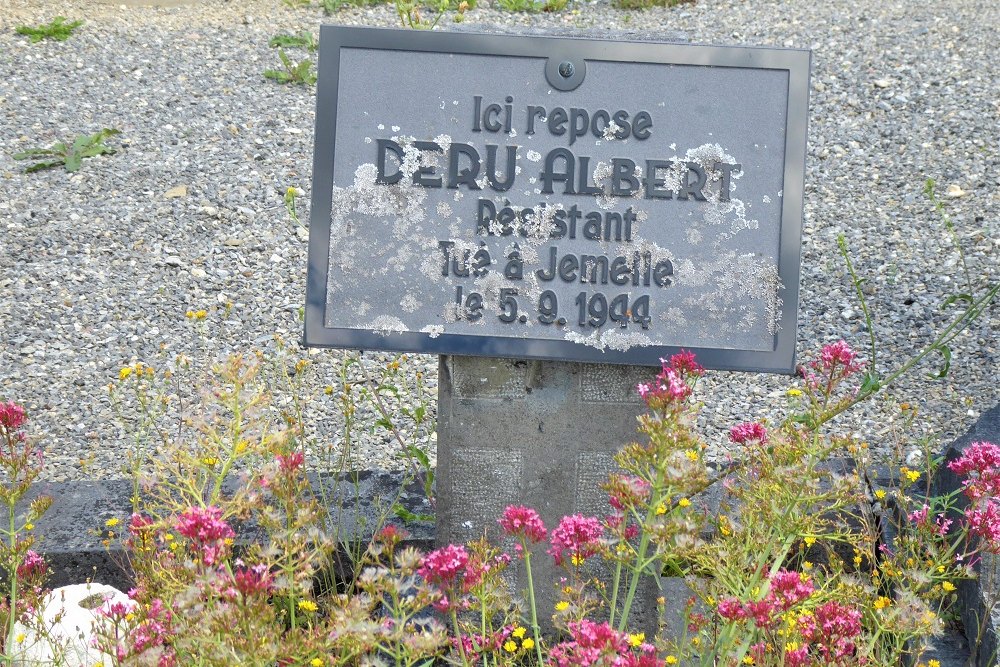 Ici repose
DERU ALBERT
Résistant
Tué à Jemelle
le 5.9.1944